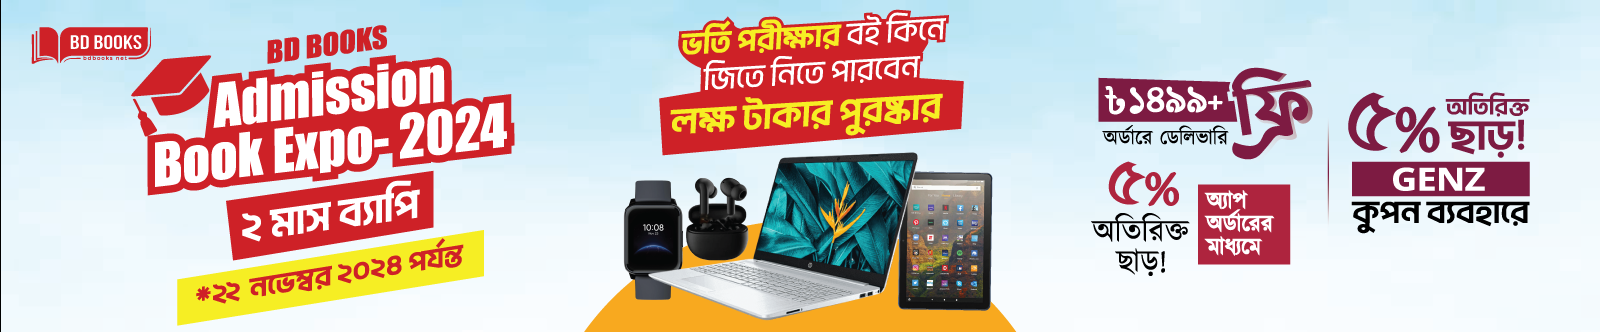 BD BOOKS
bdbooks.net
BD BOOKS
Admission
Book Expo- 2024
২ মাস ব্যাপি
*২২ নভেম্বর ২০২৪ পর্যন্ত
ভর্তি পরীক্ষার বই কিনে
জিতে নিতে পারবেন
লক্ষ টাকার পুরষ্কার
10:08
৳১৪৯৯+
অর্ডারে ডেলিভারি
ফ্রি
৫%
অতিরিক্ত
ছাড়!
অ্যাপ
অর্ডারের
মাধ্যমে
৫% অতিরিক্ত
ছাড়!
GENZ
কুপন ব্যবহারে